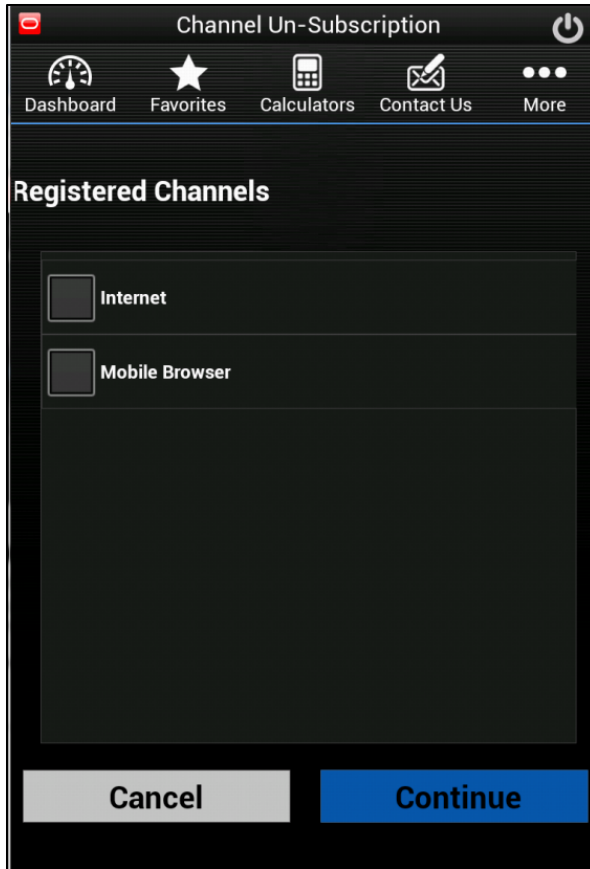 Channel Un-Subscription
Dashboard Favorites Calculators Contact Us More
Registered Channels
Internet
Mobile Browser
Cancel Continue